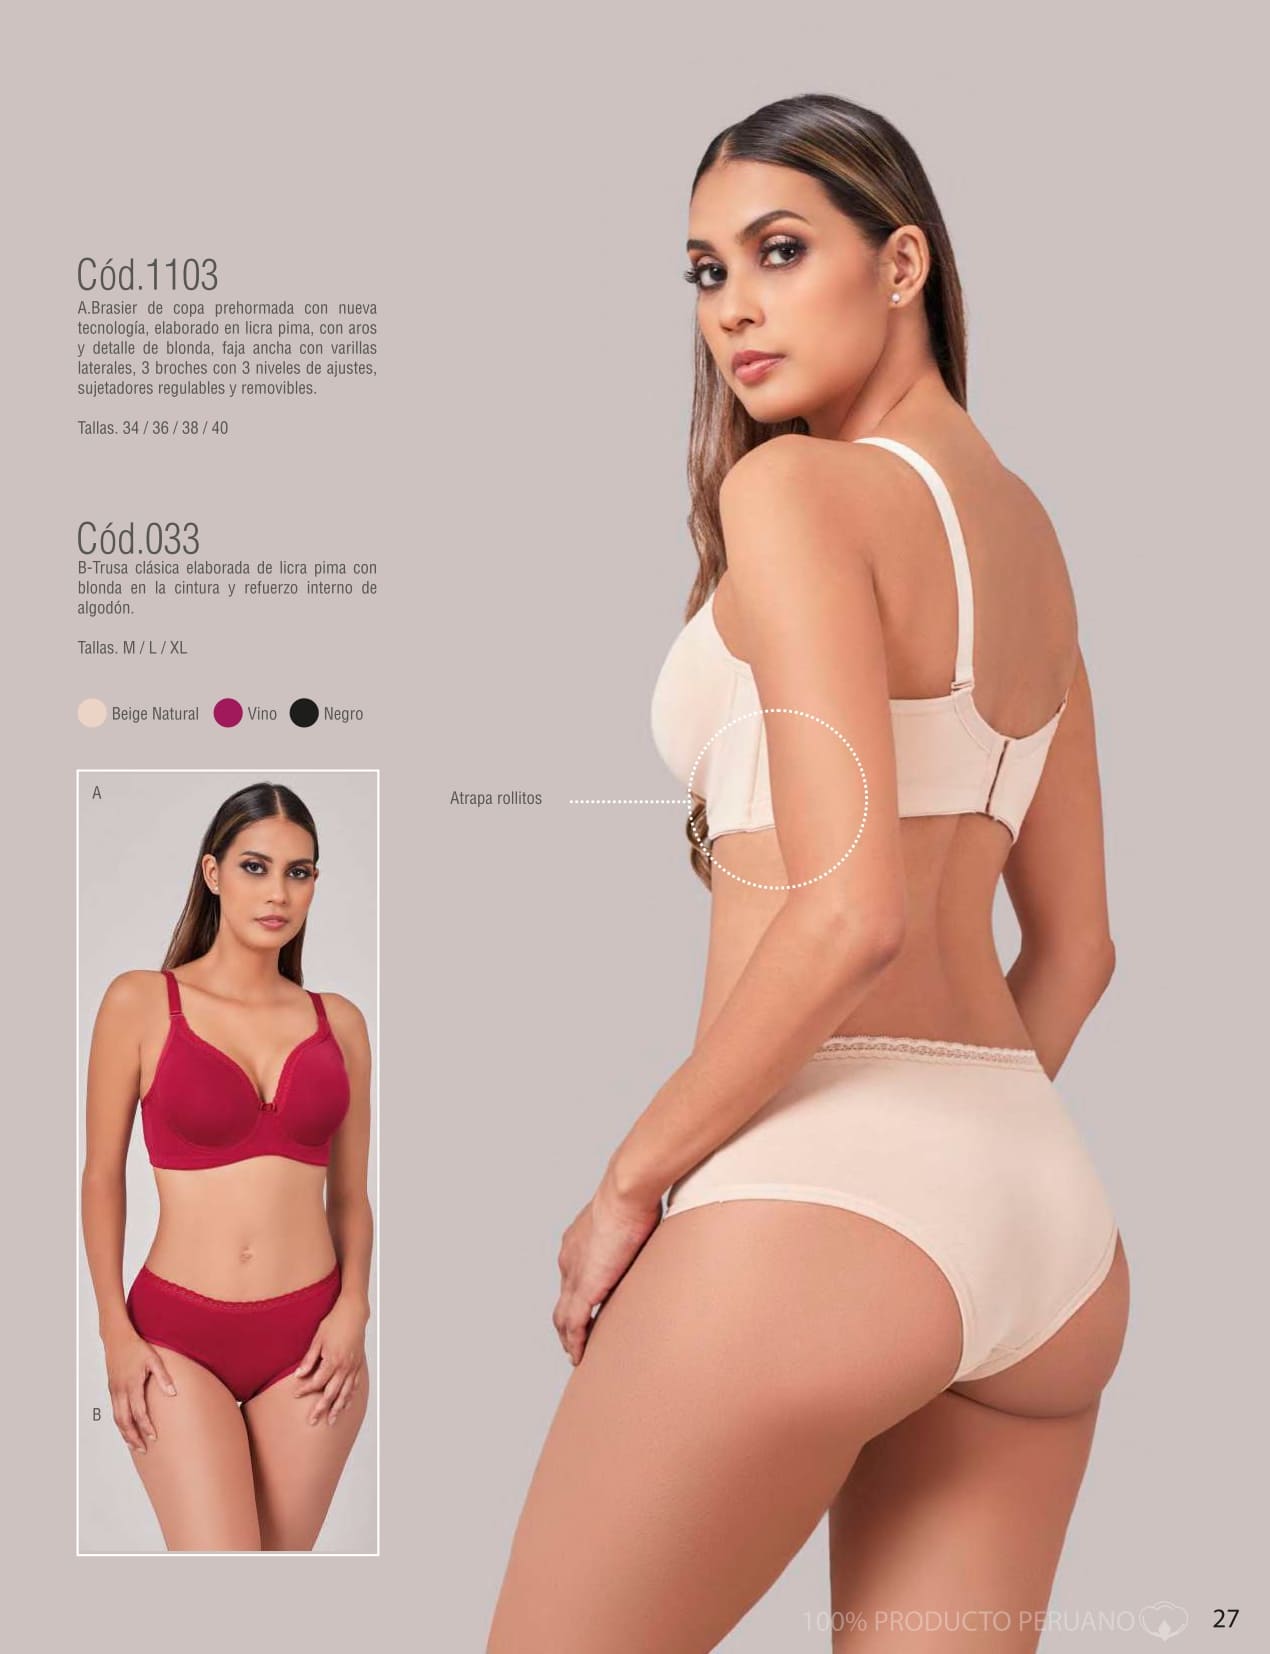 Cód.1103
A.Brasier de copa prehormada con nueva
tecnología, elaborado en licra pima, con aros
y detalle de blonda, faja ancha con varillas
laterales, 3 broches con 3 niveles de ajustes,
sujetadores regulables y removibles.
Tallas. 34 / 36 / 38 / 40
Cód.033
B-Trusa clásica elaborada de licra pima con
blonda en la cintura y refuerzo interno de
algodón.
Tallas. M / L / XL
Beige Natural Vino Negro
A
Atrapa rollitos
B
100% PRODUCTO PERUANO 27